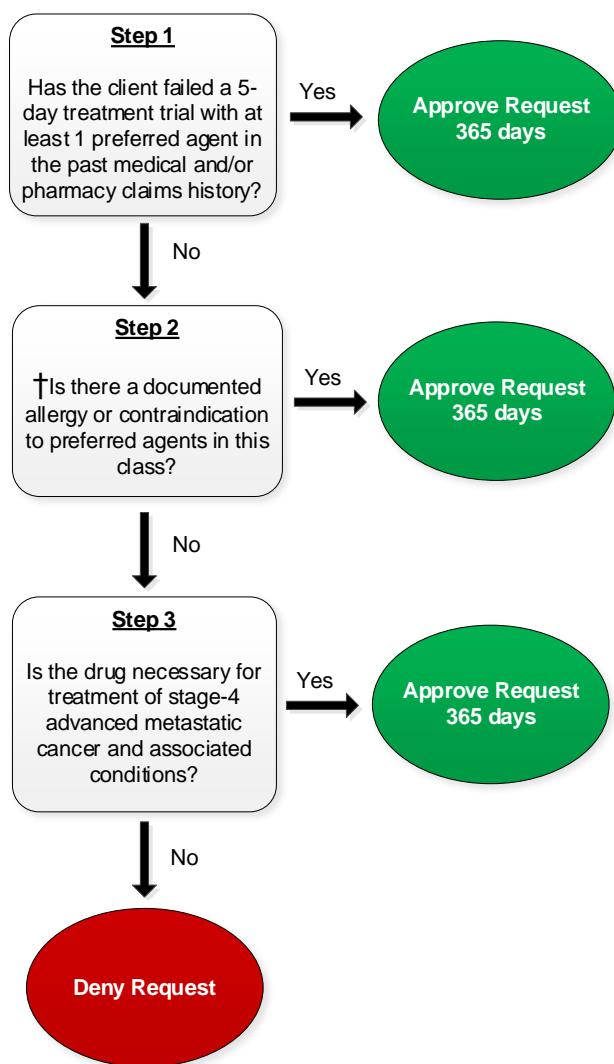 Step 1
Has the client failed a 5-
day treatment trial with at
least 1 preferred agent in
the past medical and/or
pharmacy claims history?
Yes
Approve Request
365 days
No
Step 2
†Is there a documented
allergy or contraindication
to preferred agents in this
class?
Yes
Approve Request
365 days
No
Step 3
Is the drug necessary for
treatment of stage-4
advanced metastatic
cancer and associated
conditions?
Yes
Approve Request
365 days
No
Deny Request